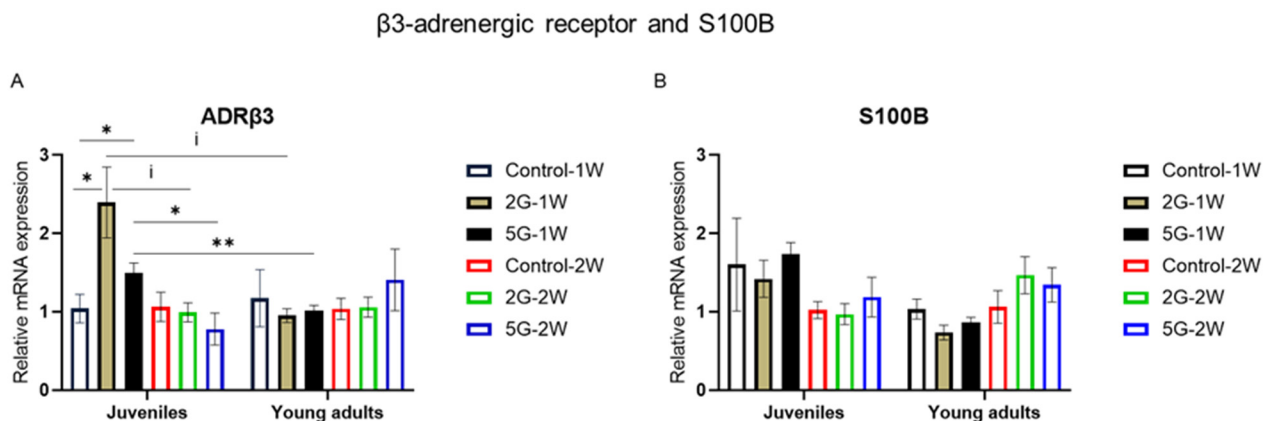 β3-adrenergic receptor and S100B
A
ADRβ3
Relative mRNA expression
3
2
1
0
*
*
i
i
*
**
Juveniles
Young adults
Control-1W
2G-1W
5G-1W
Control-2W
2G-2W
5G-2W
B
S100B
Relative mRNA expression
3
2
1
0
Juveniles
Young adults
Control-1W
2G-1W
5G-1W
Control-2W
2G-2W
5G-2W